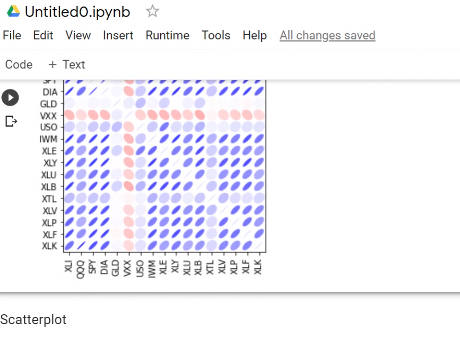 Untitled0.ipynb
File Edit View Insert Runtime Tools Help All changes saved
Code + Text
SPY
DIA
GLD
VXX
USO
IWM
XLE
XLY
XLU
XLB
XTL
XLV
XLP
XLF
XLK
XLI QQQ SPY DIA GLD VXX USO IWM XLE XLY XLU XLB XTL XLV XLP XLF XLK
Scatterplot